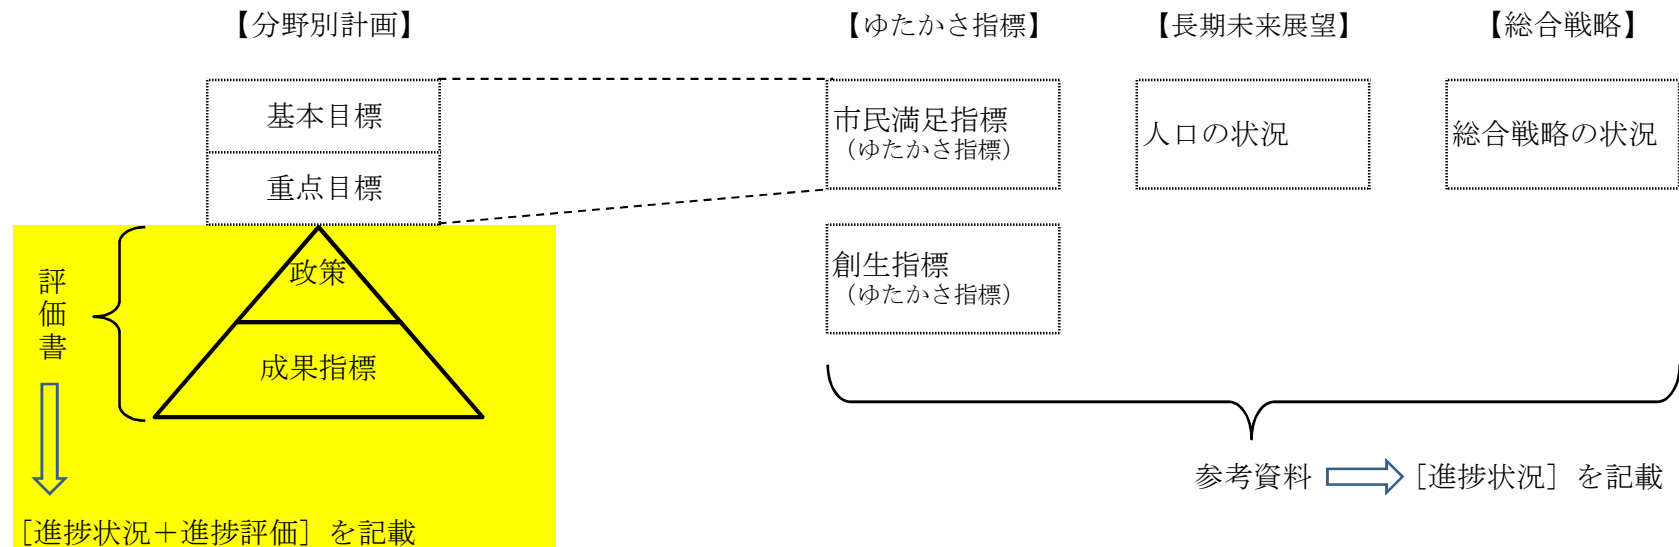 【分野別計画】
【ゆたかさ指標】
【長期未来展望】
【総合戦略】
基本目標
重点目標
市民満足指標
（ゆたかさ指標）
人口の状況
総合戦略の状況
創生指標
（ゆたかさ指標）
評価書
政策
成果指標
［進捗状況＋進捗評価］を記載
参考資料
［進捗状況］を記載